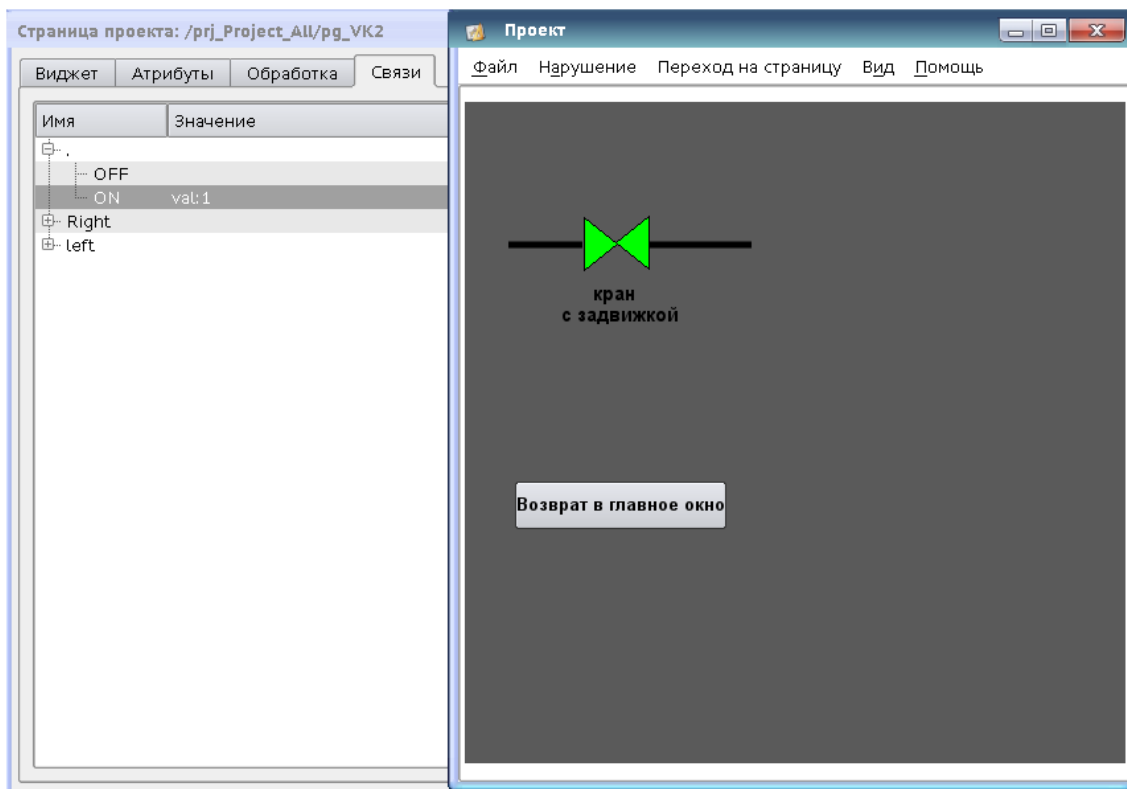 Страница проекта: /prj_Project_All/pg_VK2
Виджет Атрибуты Обработка Связи
Имя Значение
.
OFF
ON val:1
Right
left
Проект
Файл Нарушение Переход на страницу Вид Помощь
кран
с задвижкой
Возврат в главное окно